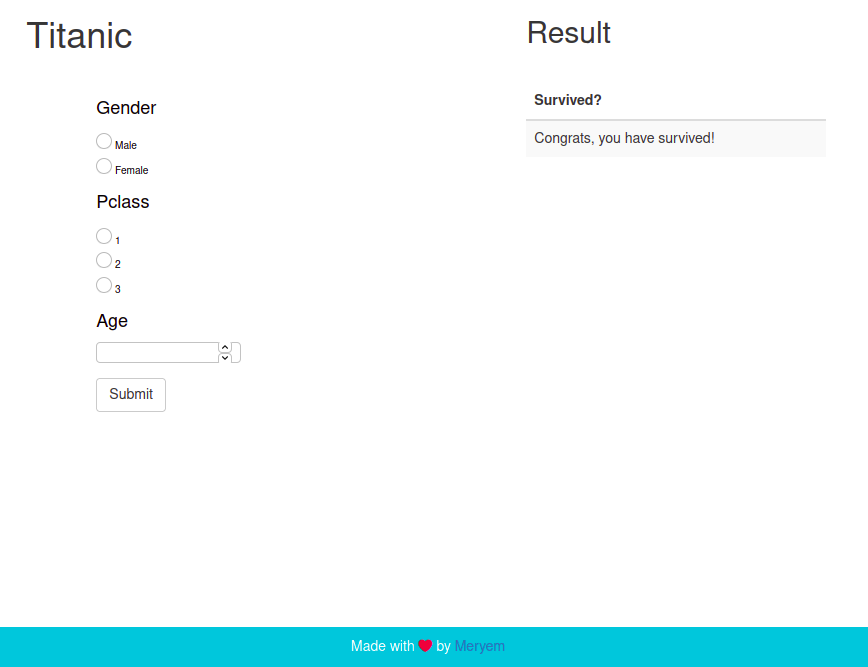 Titanic
Gender
Male
Female
Pclass
1
2
3
Age
Submit
Result
Survived?
Congrats, you have survived!
Made with ❤ by Meryem